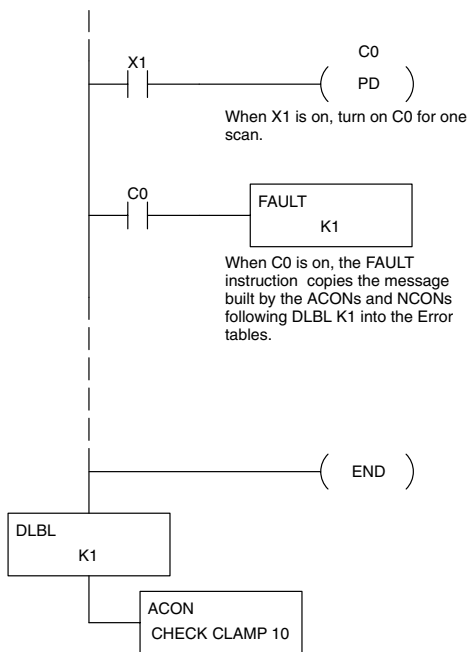 X1
C0
PD
When X1 is on, turn on C0 for one
scan.
C0
FAULT
K1
When C0 is on, the FAULT
instruction copies the message
built by the ACONs and NCONs
following DLBL K1 into the Error
tables.
END
DLBL
K1
ACON
CHECK CLAMP 10